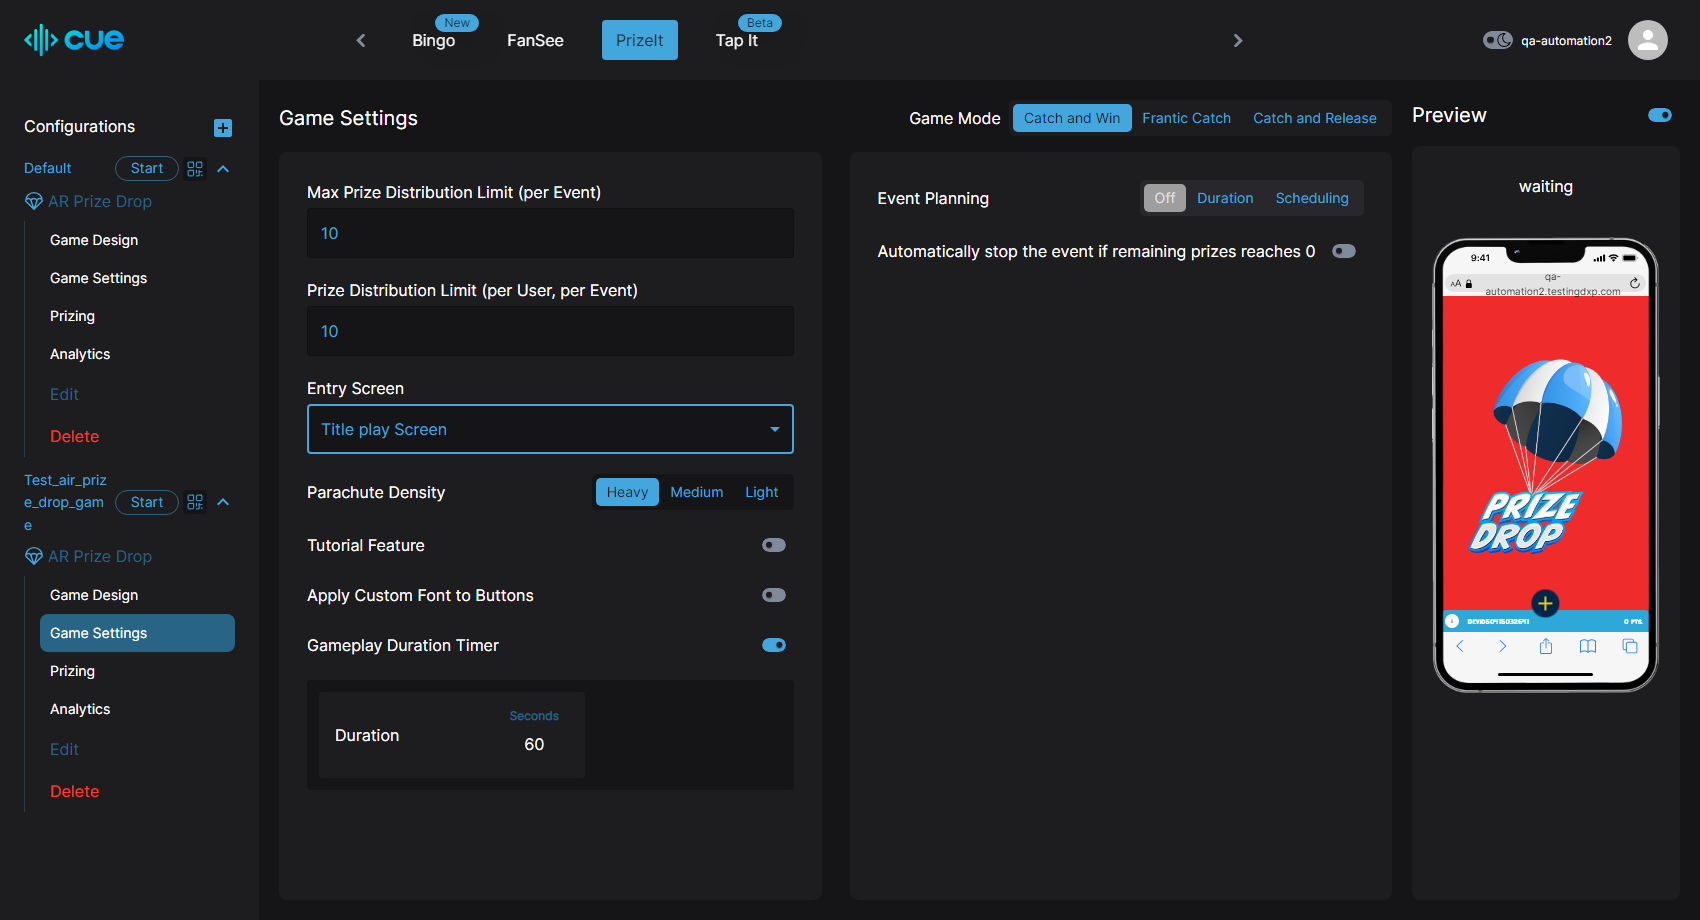 cue
New
Bingo
FanSee
PrizeIt
Beta
Tap It
qa-automation2
Configurations
Default
Start
AR Prize Drop
Game Design
Game Settings
Prizing
Analytics
Edit
Delete
Test_air_priz
e_drop_gam
e
Start
AR Prize Drop
Game Design
Game Settings
Prizing
Analytics
Edit
Delete
Game Settings
Game Mode
Catch and Win
Frantic Catch
Catch and Release
Max Prize Distribution Limit (per Event)
10
Prize Distribution Limit (per User, per Event)
10
Entry Screen
Title play Screen
Parachute Density
Heavy
Medium
Light
Tutorial Feature
Apply Custom Font to Buttons
Gameplay Duration Timer
Duration
Seconds
60
Event Planning
Off
Duration
Scheduling
Automatically stop the event if remaining prizes reaches 0
Preview
waiting
9:41
AA
qa-
automation2.testingdxp.com
PRIZE
DROP
0 PTS.